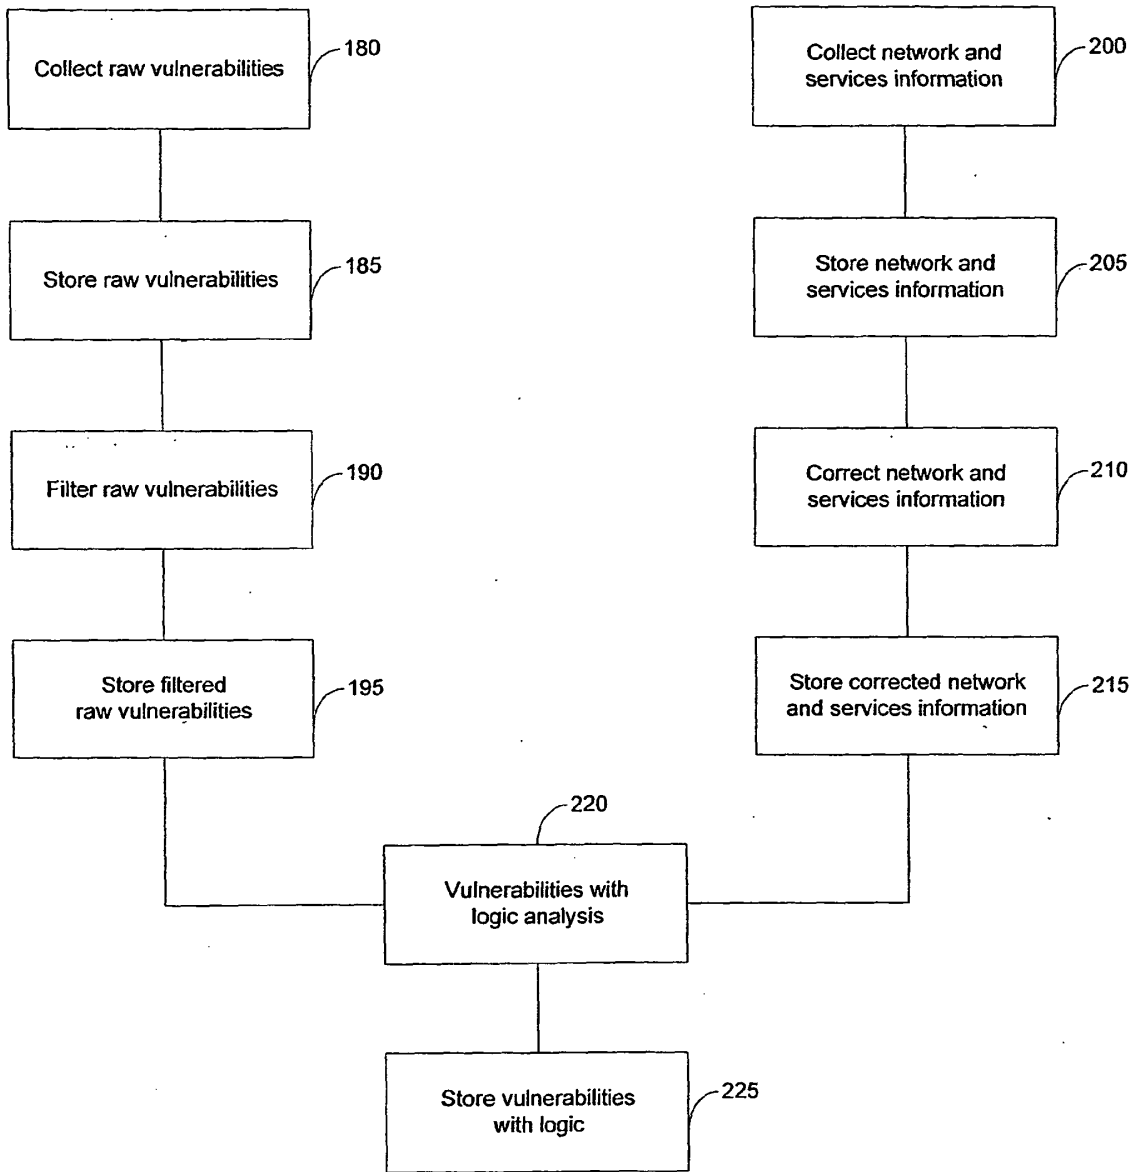 Collect raw vulnerabilities
180
Store raw vulnerabilities
185
Filter raw vulnerabilities
190
Store filtered
raw vulnerabilities
195
Collect network and
services information
200
Store network and
services information
205
Correct network and
services information
210
Store corrected network
and services information
215
220
Vulnerabilities with
logic analysis
Store vulnerabilities
with logic
225